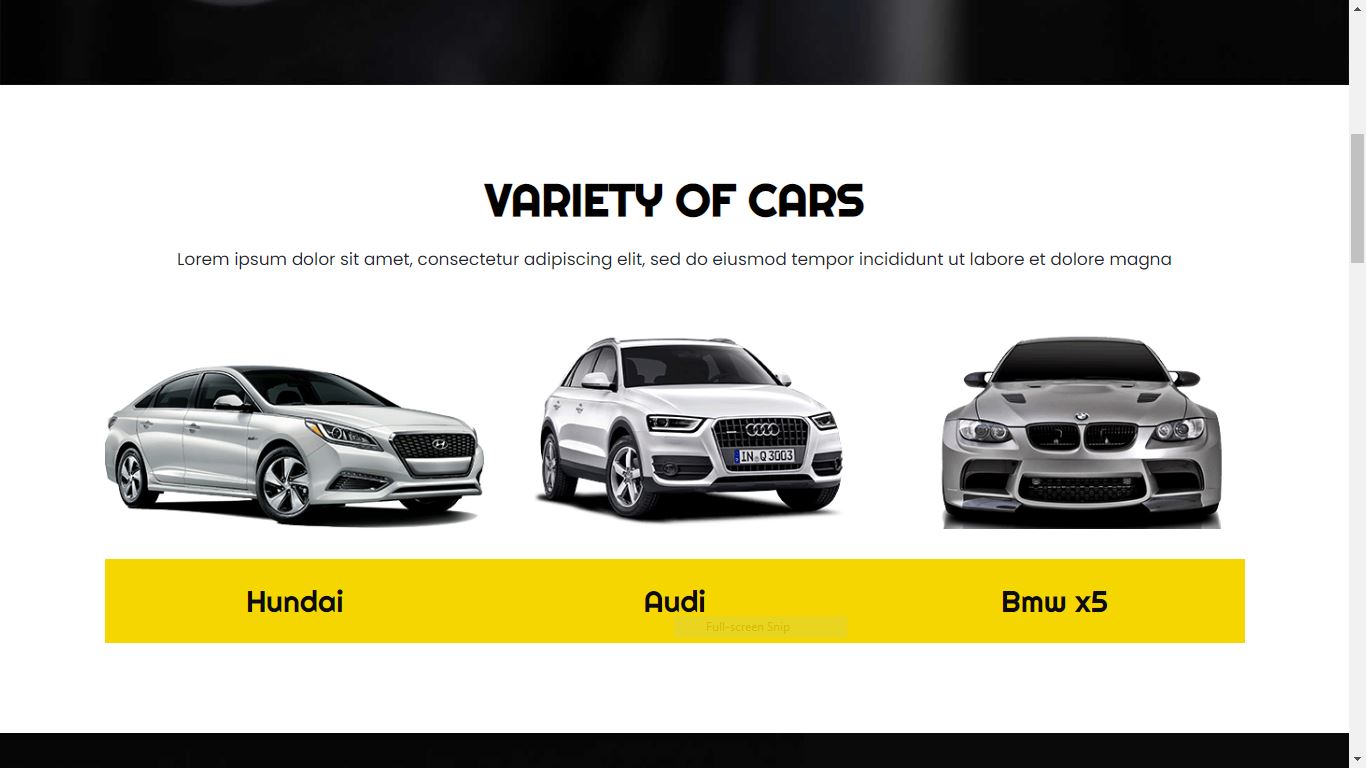 VARIETY OF CARS
Lorem ipsum dolor sit amet, consectetur adipiscing elit, sed do eiusmod tempor incididunt ut labore et dolore magna
IN Q 3003
Hundai
Audi
Bmw x5
Full-screen Snip